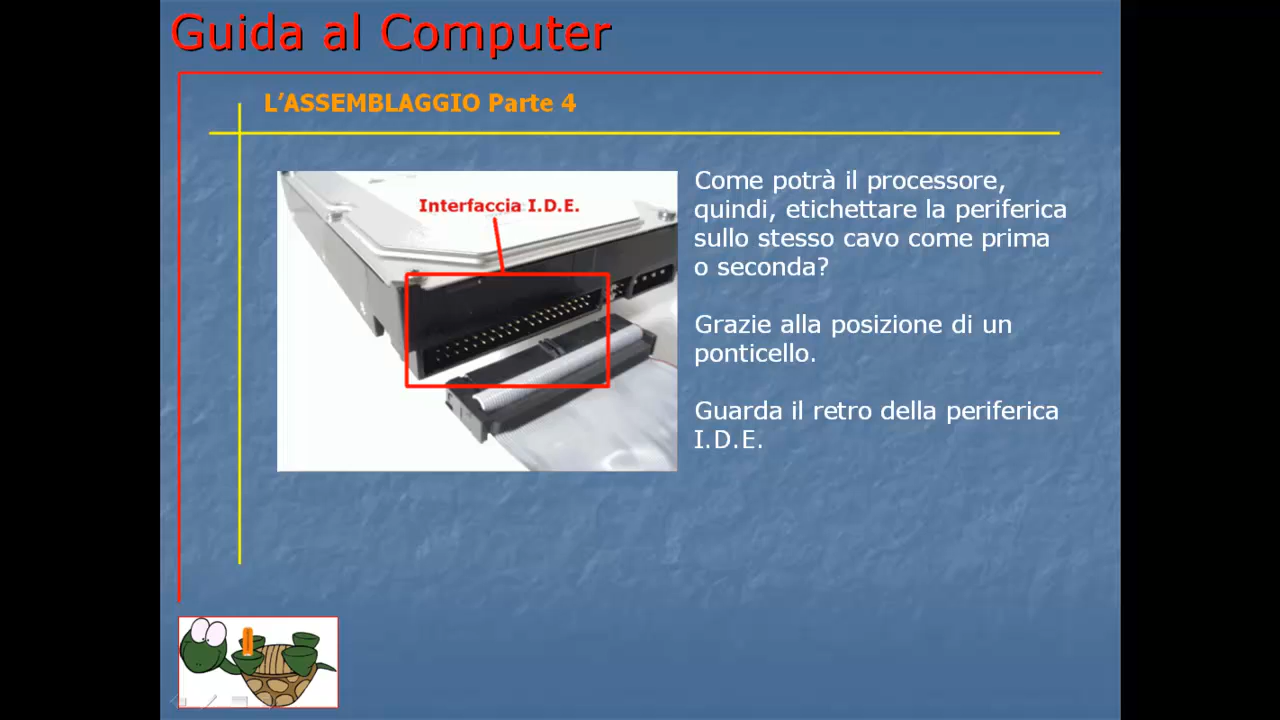 Guida al Computer
L'ASSEMBLAGGIO Parte 4
Interfaccia I.D.E.
Come potrà il processore,
quindi, etichettare la periferica
sullo stesso cavo come prima
o seconda?
Grazie alla posizione di un
ponticello.
Guarda il retro della periferica
I.D.E.